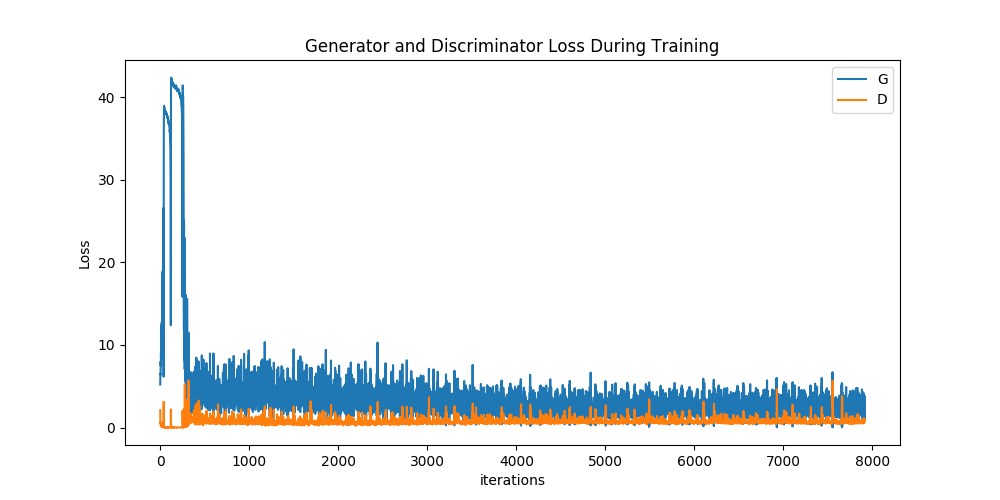 Generator and Discriminator Loss During Training
G
D
40
30
20
10
0
Loss
0 1000 2000 3000 4000 5000 6000 7000 8000
iterations